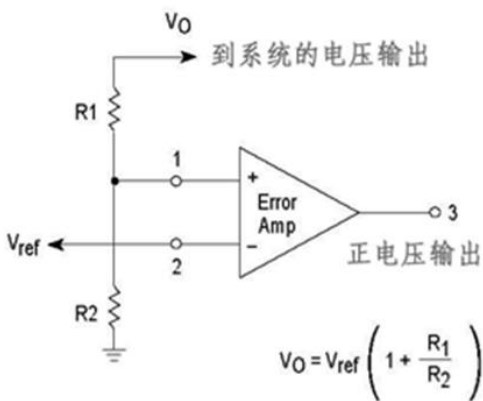 VO
到系统的电压输出
R1
1
+
Error
Amp
3
Vref
−
2
正电压输出
R2
VO = Vref ( 1 + R1/R2 )